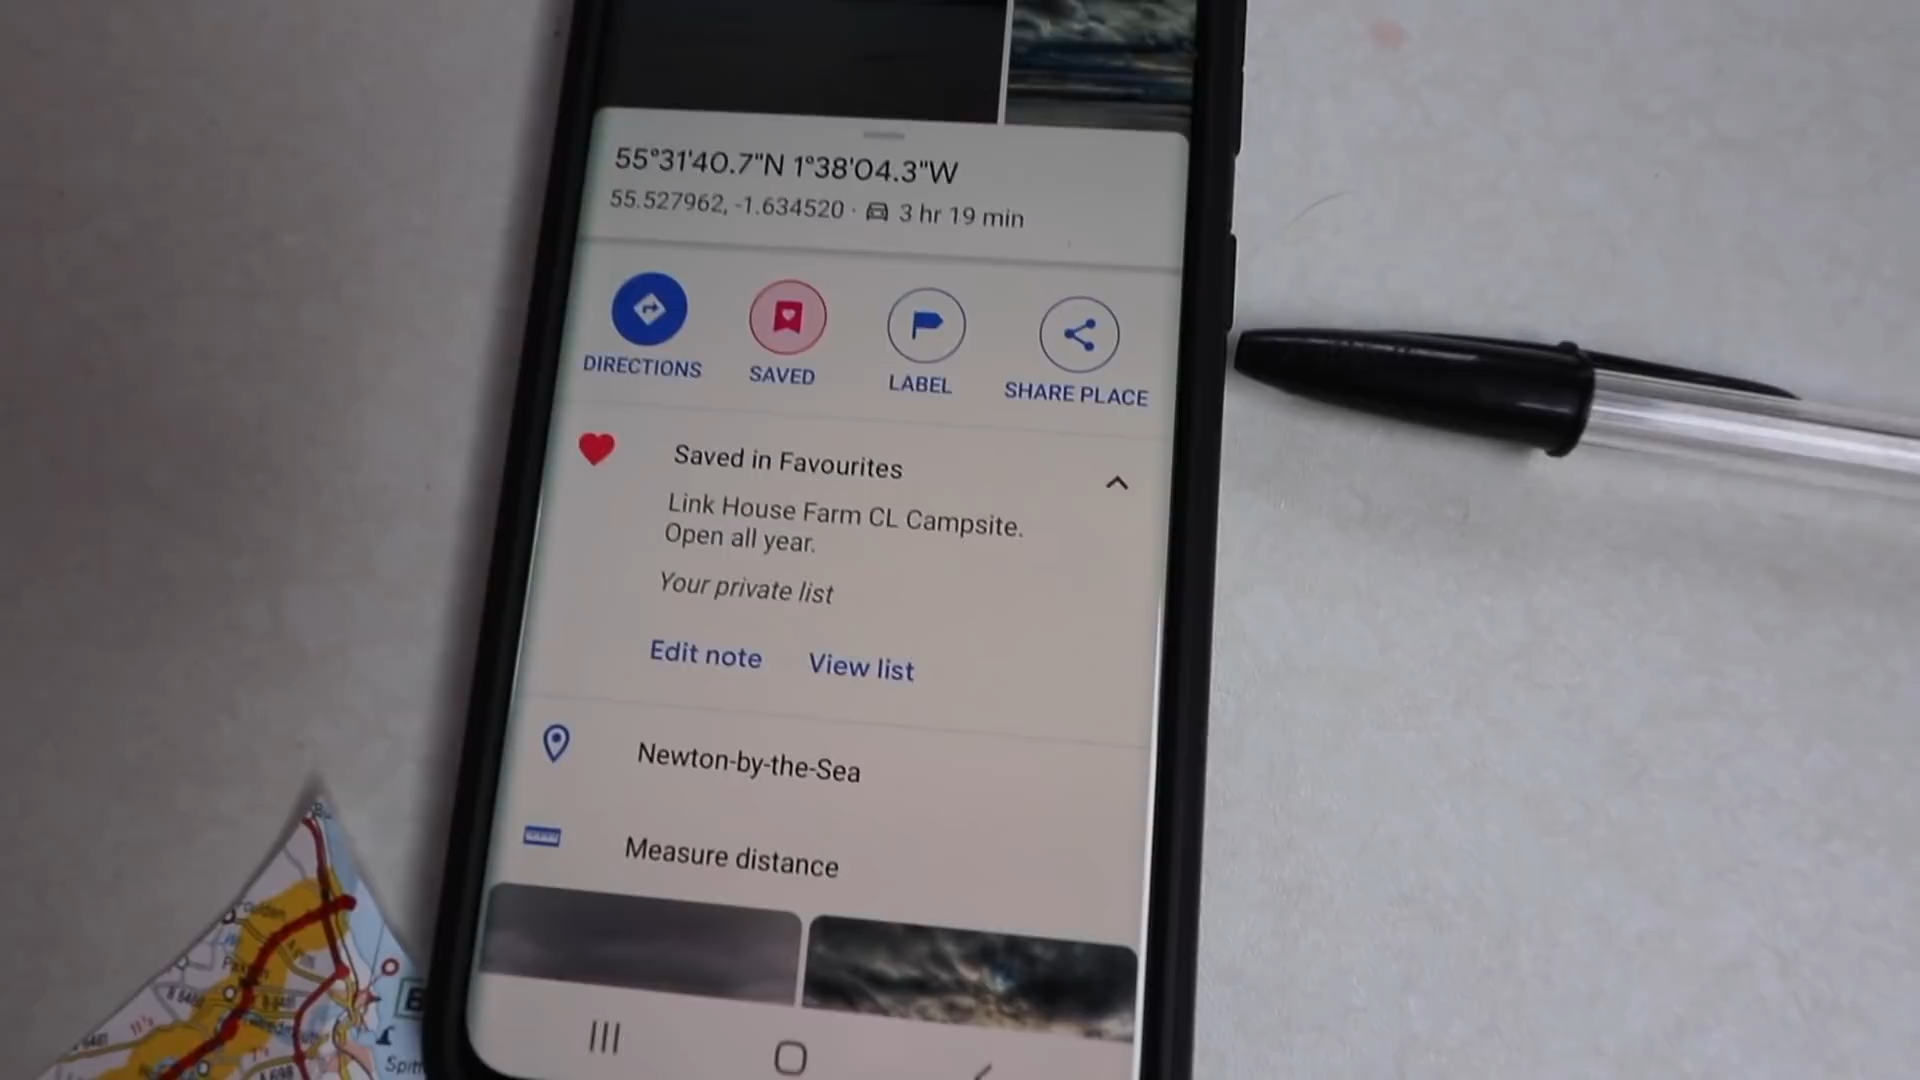 55°31'40.7"N 1°38'04.3"W
55.527962, -1.634520 · 3 hr 19 min
DIRECTIONS SAVED LABEL SHARE PLACE
Saved in Favourites
Link House Farm CL Campsite.
Open all year.
Your private list
Edit note View list
Newton-by-the-Sea
Measure distance
A698